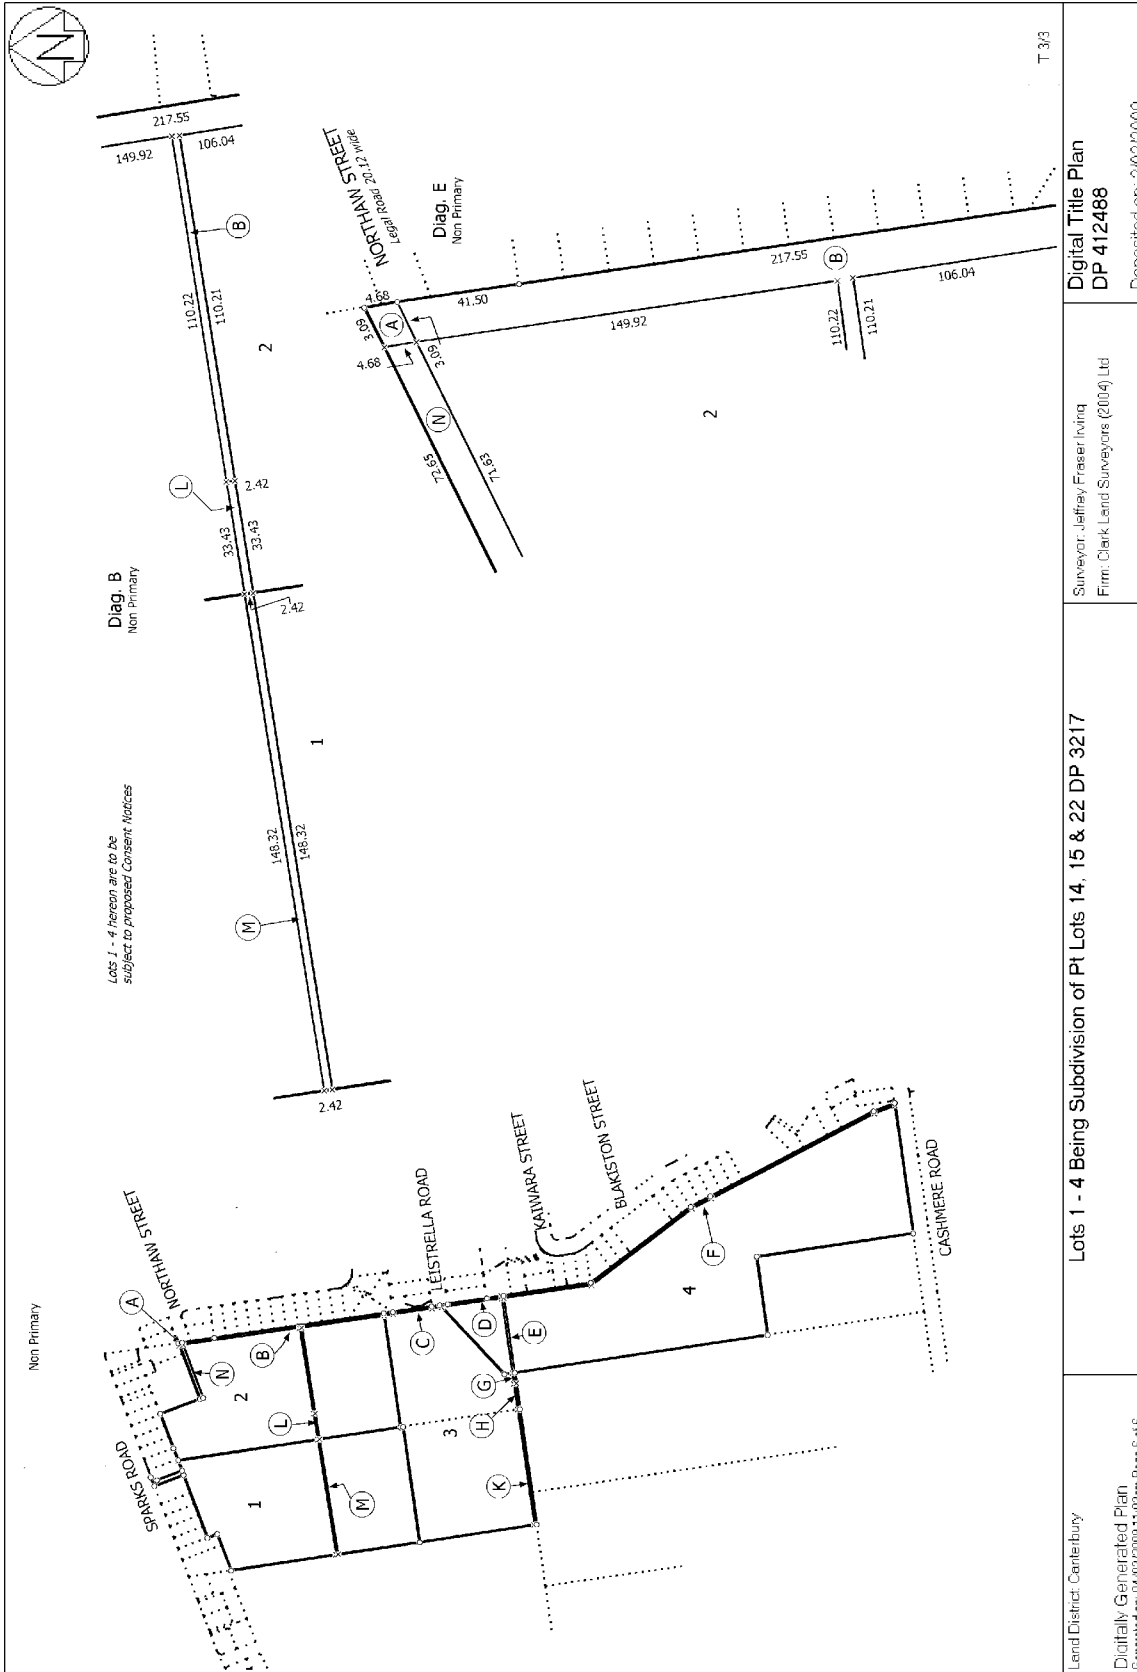 N
Non Primary
Lots 1 - 4 hereon are to be
subject to proposed Consent Notices
Diag. B
Non Primary
149.92
217.55
106.04
B
110.22
110.21
2
L
2.42
33.43
33.43
2.42
1
148.32
148.32
M
2.42
NORTHAW STREET
Legal Road 20.12 wide
Diag. E
Non Primary
4.68
3.09
A
41.50
4.68
3.09
N
72.65
71.63
149.92
217.55
B
110.22
110.21
106.04
2
SPARKS ROAD
NORTHAW STREET
LEISTRELLA ROAD
KAIWARA STREET
BLAKISTON STREET
CASHMERE ROAD
A
N
2
B
L
1
M
C
D
E
3
G
H
K
F
4
T 3/3
Land District: Canterbury
Digitally Generated Plan
Lots 1 - 4 Being Subdivision of Pt Lots 14, 15 & 22 DP 3217
Surveyor: Jeffrey Fraser Irving
Firm: Clark Land Surveyors (2004) Ltd
Digital Title Plan
DP 412488